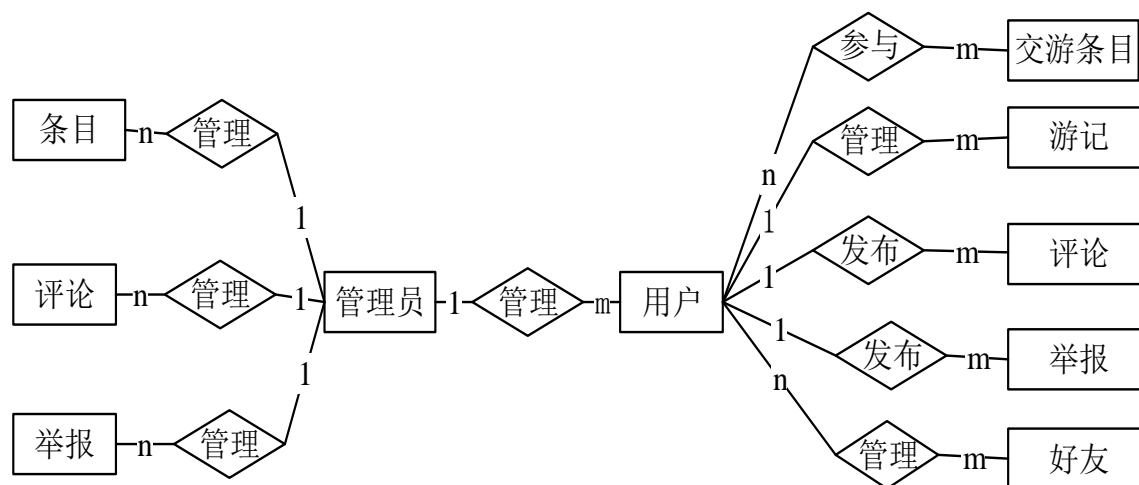 参与 m 交游条目
条目 n 管理
管理 m 游记
n
1
1
发布 m 评论
评论 n 管理 1 管理员 1 管理 m 用户
1
1
1
发布 m 举报
n
举报 n 管理
管理 m 好友